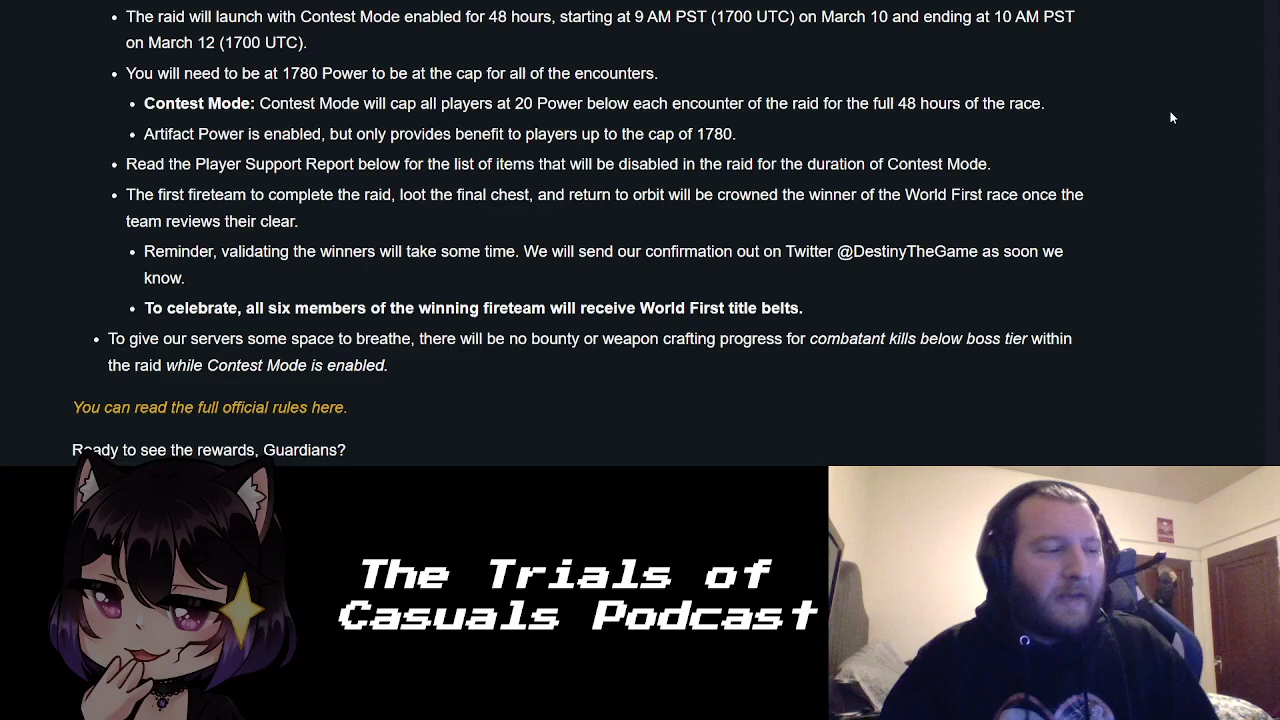 The raid will launch with Contest Mode enabled for 48 hours, starting at 9 AM PST (1700 UTC) on March 10 and ending at 10 AM PST
on March 12 (1700 UTC).
You will need to be at 1780 Power to be at the cap for all of the encounters.
Contest Mode: Contest Mode will cap all players at 20 Power below each encounter of the raid for the full 48 hours of the race.
Artifact Power is enabled, but only provides benefit to players up to the cap of 1780.
Read the Player Support Report below for the list of items that will be disabled in the raid for the duration of Contest Mode.
The first fireteam to complete the raid, loot the final chest, and return to orbit will be crowned the winner of the World First race once the
team reviews their clear.
Reminder, validating the winners will take some time. We will send our confirmation out on Twitter @DestinyTheGame as soon we
know.
To celebrate, all six members of the winning fireteam will receive World First title belts.
To give our servers some space to breathe, there will be no bounty or weapon crafting progress for combatant kills below boss tier within
the raid while Contest Mode is enabled.
You can read the full official rules here.
Ready to see the rewards, Guardians?
The Trials of
Casuals Podcast